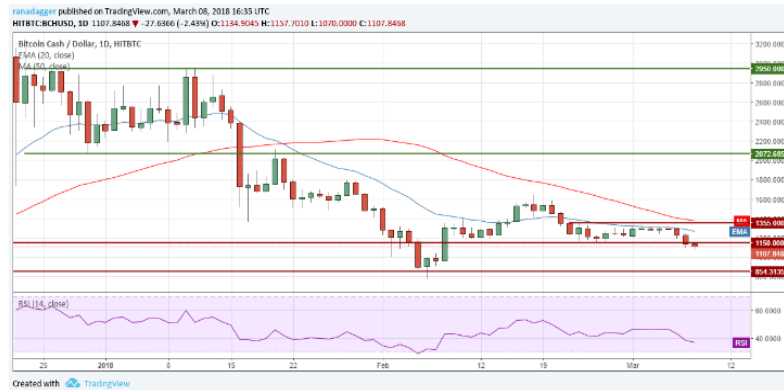 ranadagger published on TradingView.com, March 08, 2018 16:35 UTC
HITBTC:BCHUSD, 1D 1107.8468 ▼ -27.6366 (-2.43%) O:1134.9045 H:1157.7010 L:1070.0000 C:1107.8468
Bitcoin Cash / Dollar, 1D, HITBTC
EMA (20, close)
MA (50, close)
3200.0000
2950.0000
2800.0000
2600.0000
2400.0000
2200.0000
2072.6850
2000.0000
1800.0000
1600.0000
MA
1355.0000
EMA
1150.0000
1107.8468
854.3135
RSI (14, close)
RSI
40.0000
25
2018
8
15
22
Feb
12
19
Mar
12
Created with TradingView